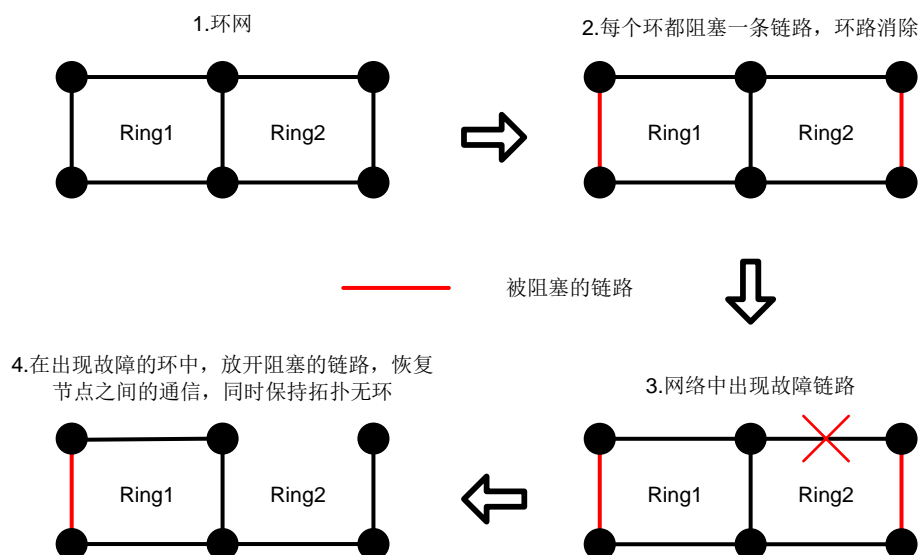 1.环网
2.每个环都阻塞一条链路，环路消除
Ring1
Ring2
Ring1
Ring2
被阻塞的链路
4.在出现故障的环中，放开阻塞的链路，恢复
节点之间的通信，同时保持拓扑无环
3.网络中出现故障链路
Ring1
Ring2
Ring1
Ring2